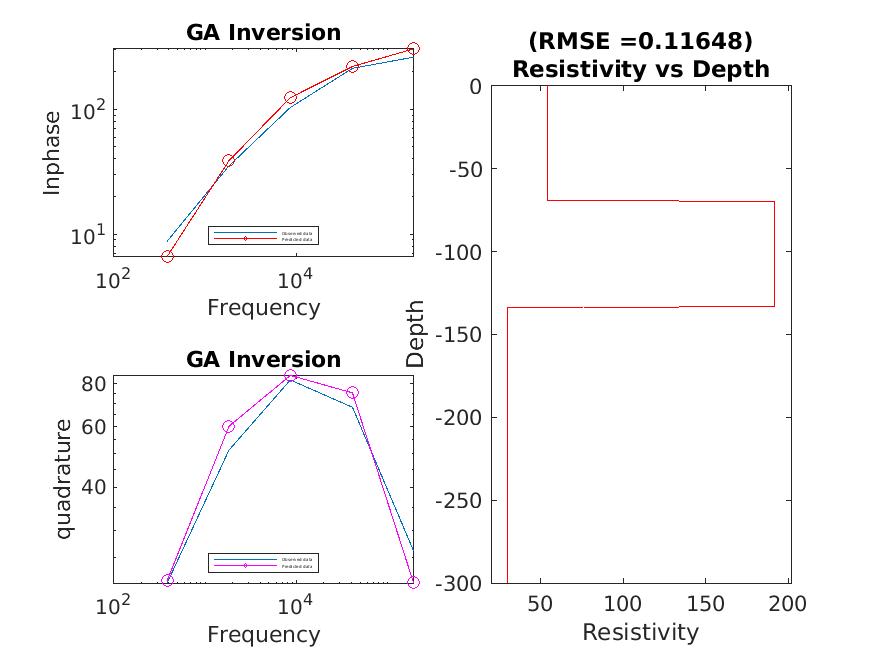 GA Inversion
Inphase
10^2
10^1
10^2
10^4
Frequency
Observed data
Predicted data
GA Inversion
quadrature
80
60
40
10^2
10^4
Frequency
Observed data
Predicted data
(RMSE =0.11648)
Resistivity vs Depth
Depth
0
-50
-100
-150
-200
-250
-300
50
100
150
200
Resistivity